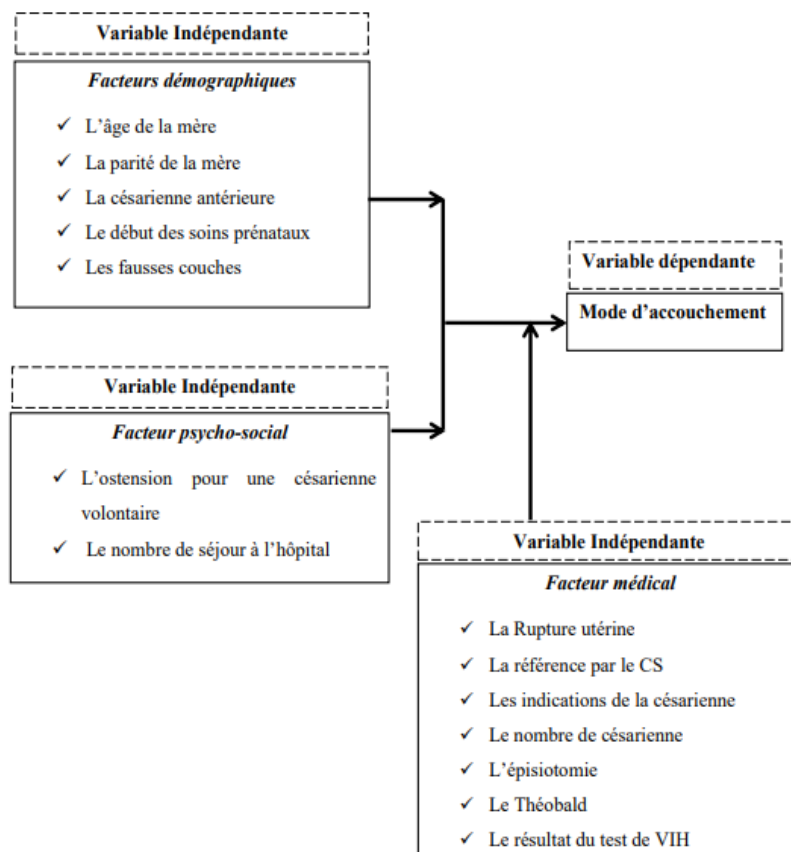 Variable Indépendante
Facteurs démographiques
✓ L'âge de la mère
✓ La parité de la mère
✓ La césarienne antérieure
✓ Le début des soins prénataux
✓ Les fausses couches
Variable dépendante
Mode d'accouchement
Variable Indépendante
Facteur psycho-social
✓ L'ostension pour une césarienne
volontaire
✓ Le nombre de séjour à l'hôpital
Variable Indépendante
Facteur médical
✓ La Rupture utérine
✓ La référence par le CS
✓ Les indications de la césarienne
✓ Le nombre de césarienne
✓ L'épisiotomie
✓ Le Théobald
✓ Le résultat du test de VIH